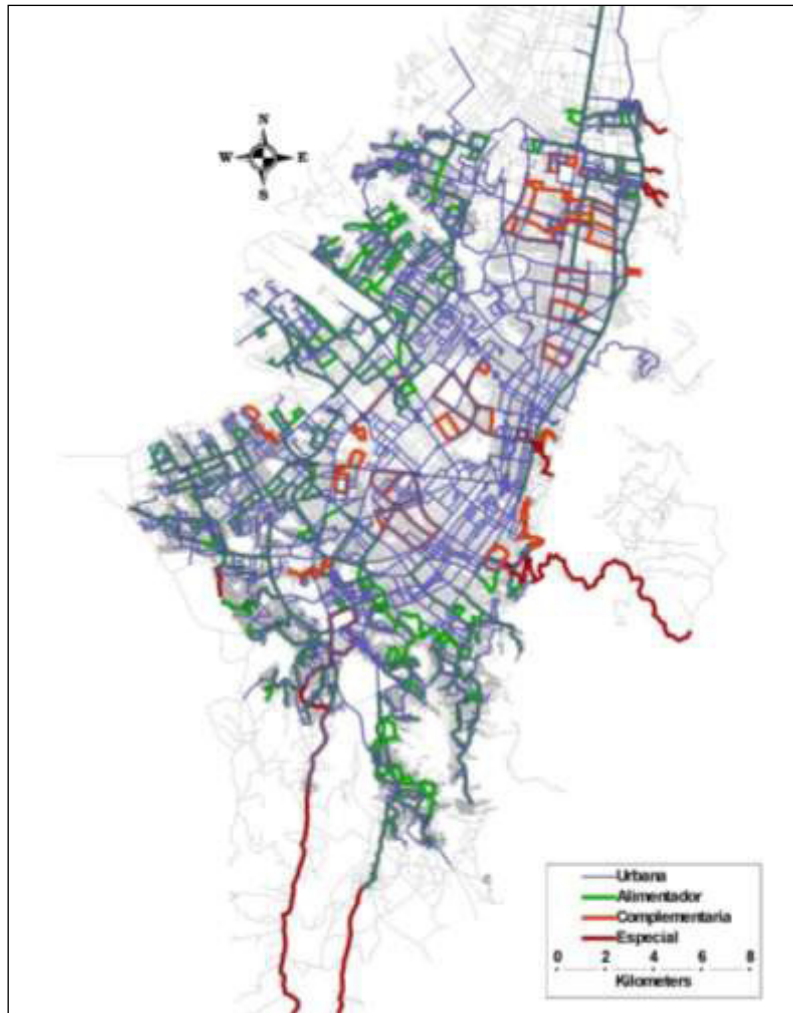 N
W E
S
Urbana
Alimentador
Complementaria
Especial
0 2 4 6 8
Kilometers